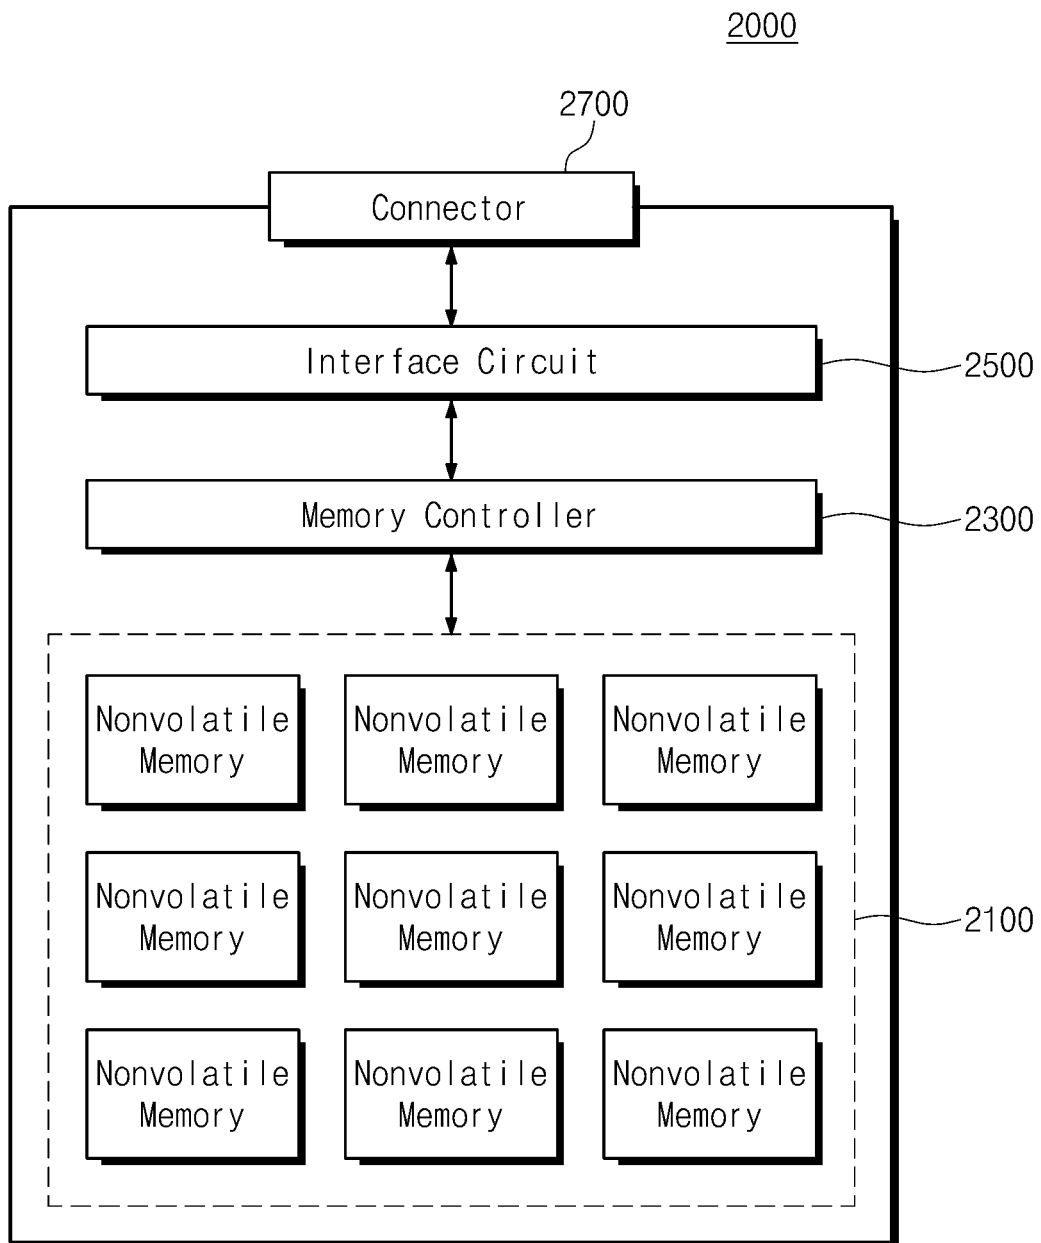 2000
2700
Connector
Interface Circuit
2500
Memory Controller
2300
Nonvolatile
Memory
Nonvolatile
Memory
Nonvolatile
Memory
Nonvolatile
Memory
Nonvolatile
Memory
Nonvolatile
Memory
2100
Nonvolatile
Memory
Nonvolatile
Memory
Nonvolatile
Memory